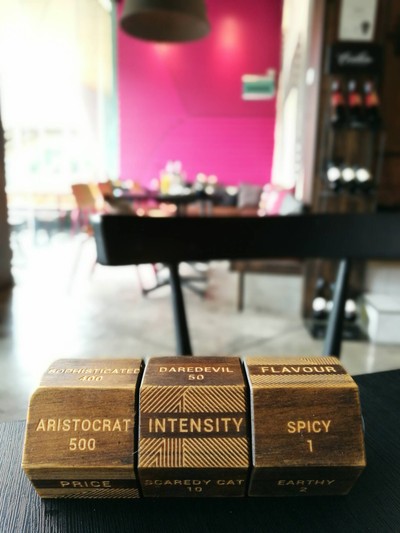 SOPHISTICATED
400
ARISTOCRAT
500
PRICE
DAREDEVIL
50
INTENSITY
SCAREDY CAT
10
FLAVOUR
SPICY
1
EARTHY
2